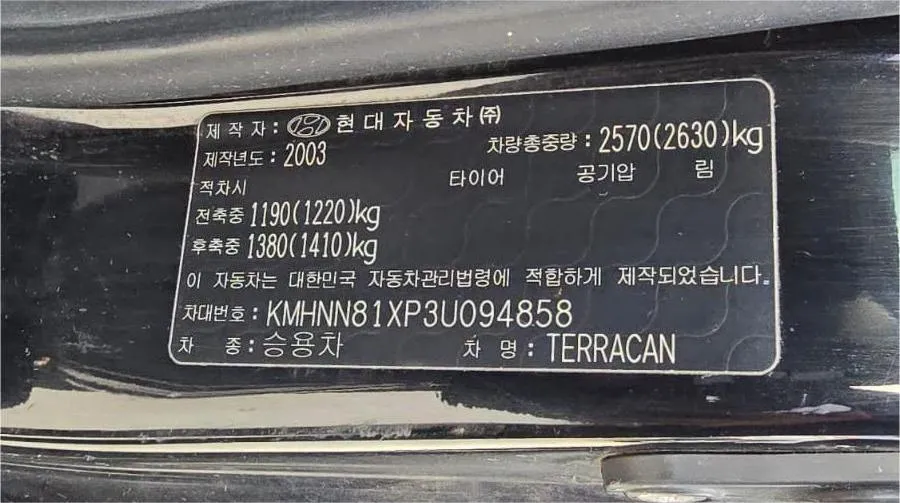 제 작 자 : 현대자동차㈜
제작년도 : 2003 차량총중량 : 2570(2630)kg
적차시 타이어 공기압 림
전축중 1190(1220)kg
후축중 1380(1410)kg
이 자동차는 대한민국 자동차관리법령에 적합하게 제작되었습니다.
차대번호 : KMHNN81XP3U094858
차 종 : 승용차 차 명 : TERRACAN